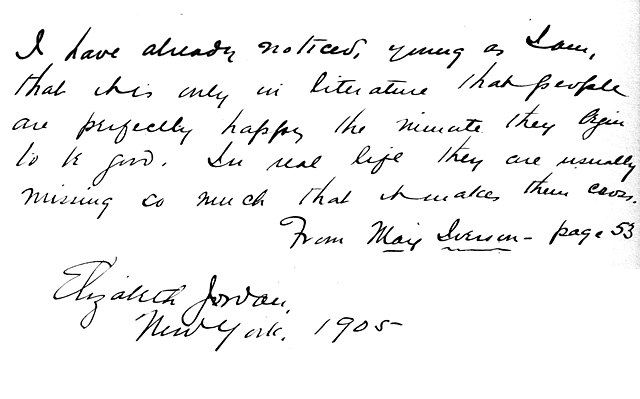 I have already noticed, young as I am,
that it is only in literature that people
are perfectly happy the minute they begin
to be good. In real life they are usually
missing so much that it makes them cross.
From May Iverson - page 53
Elizabeth Jordan,
New York, 1905